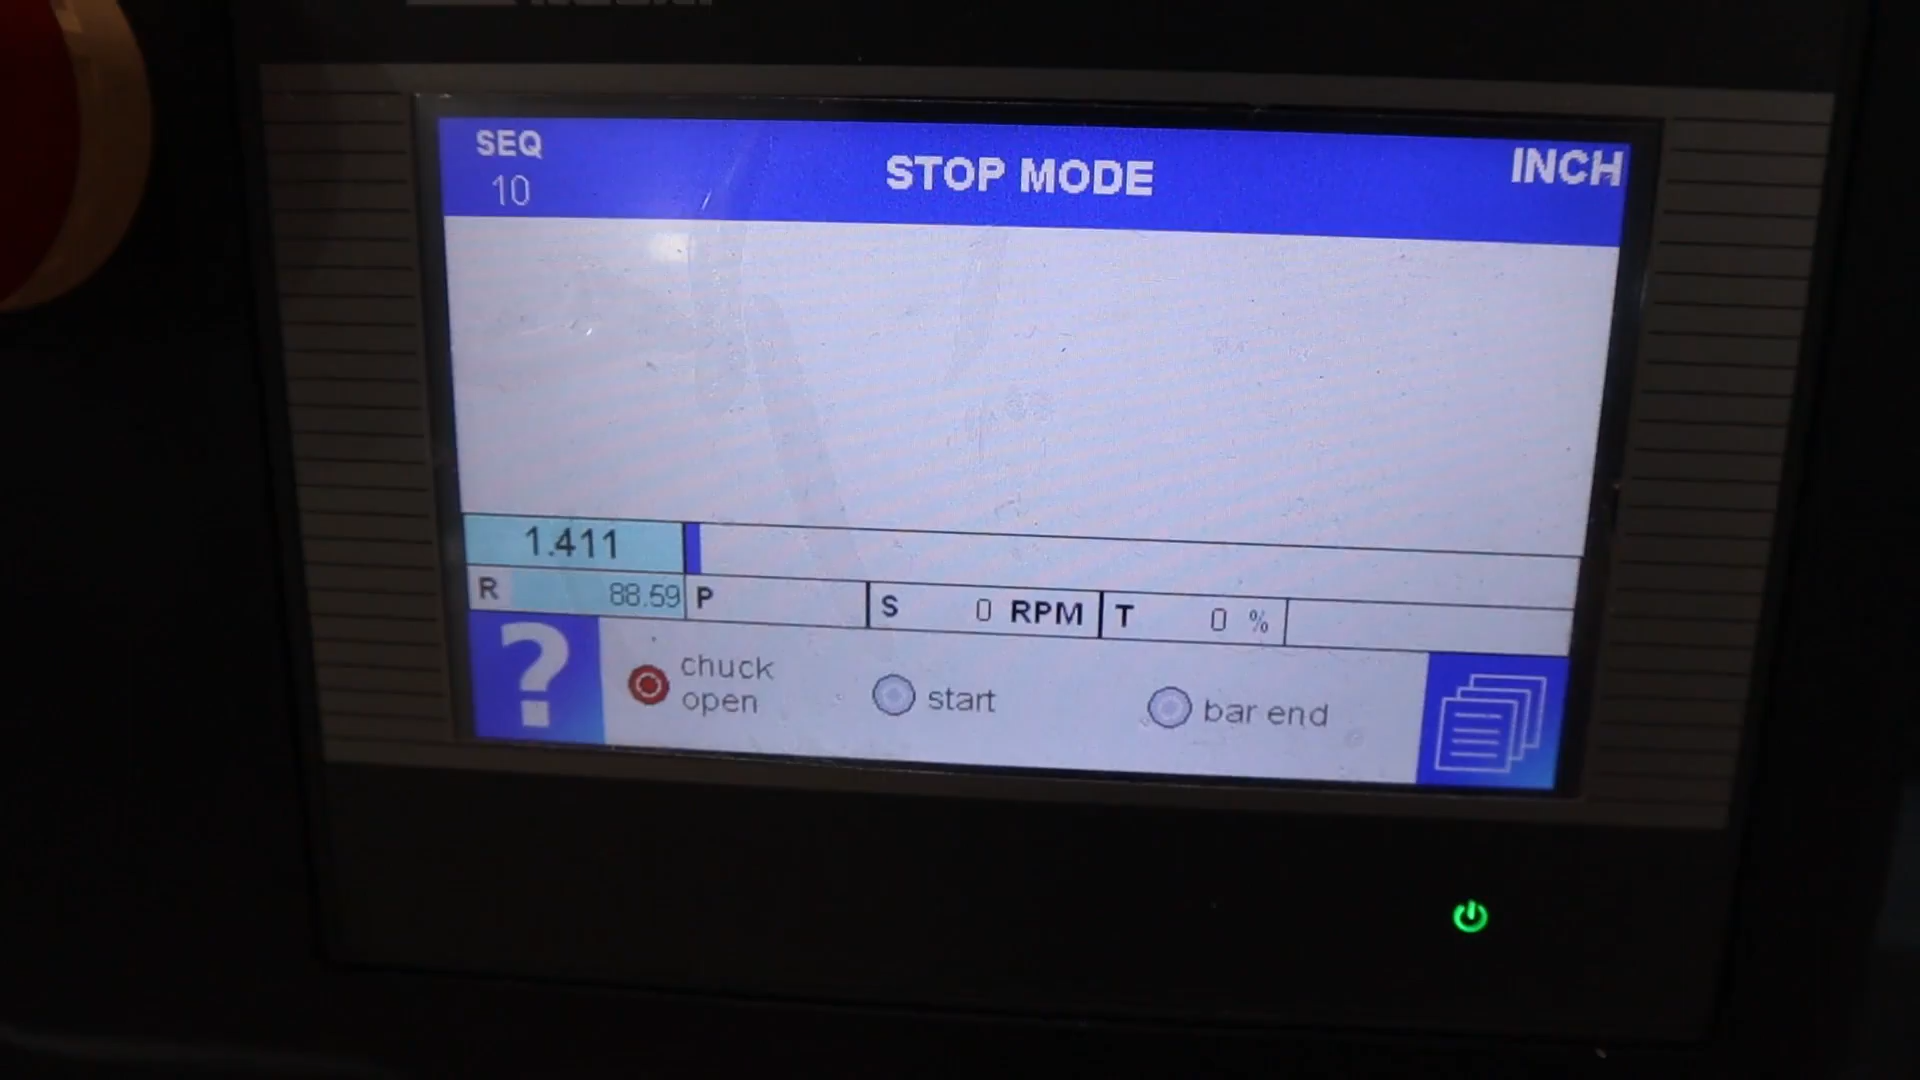 SEQ
10
STOP MODE
INCH
1.411
R 88.59 P S 0 RPM T 0 %
?
chuck open
start
bar end